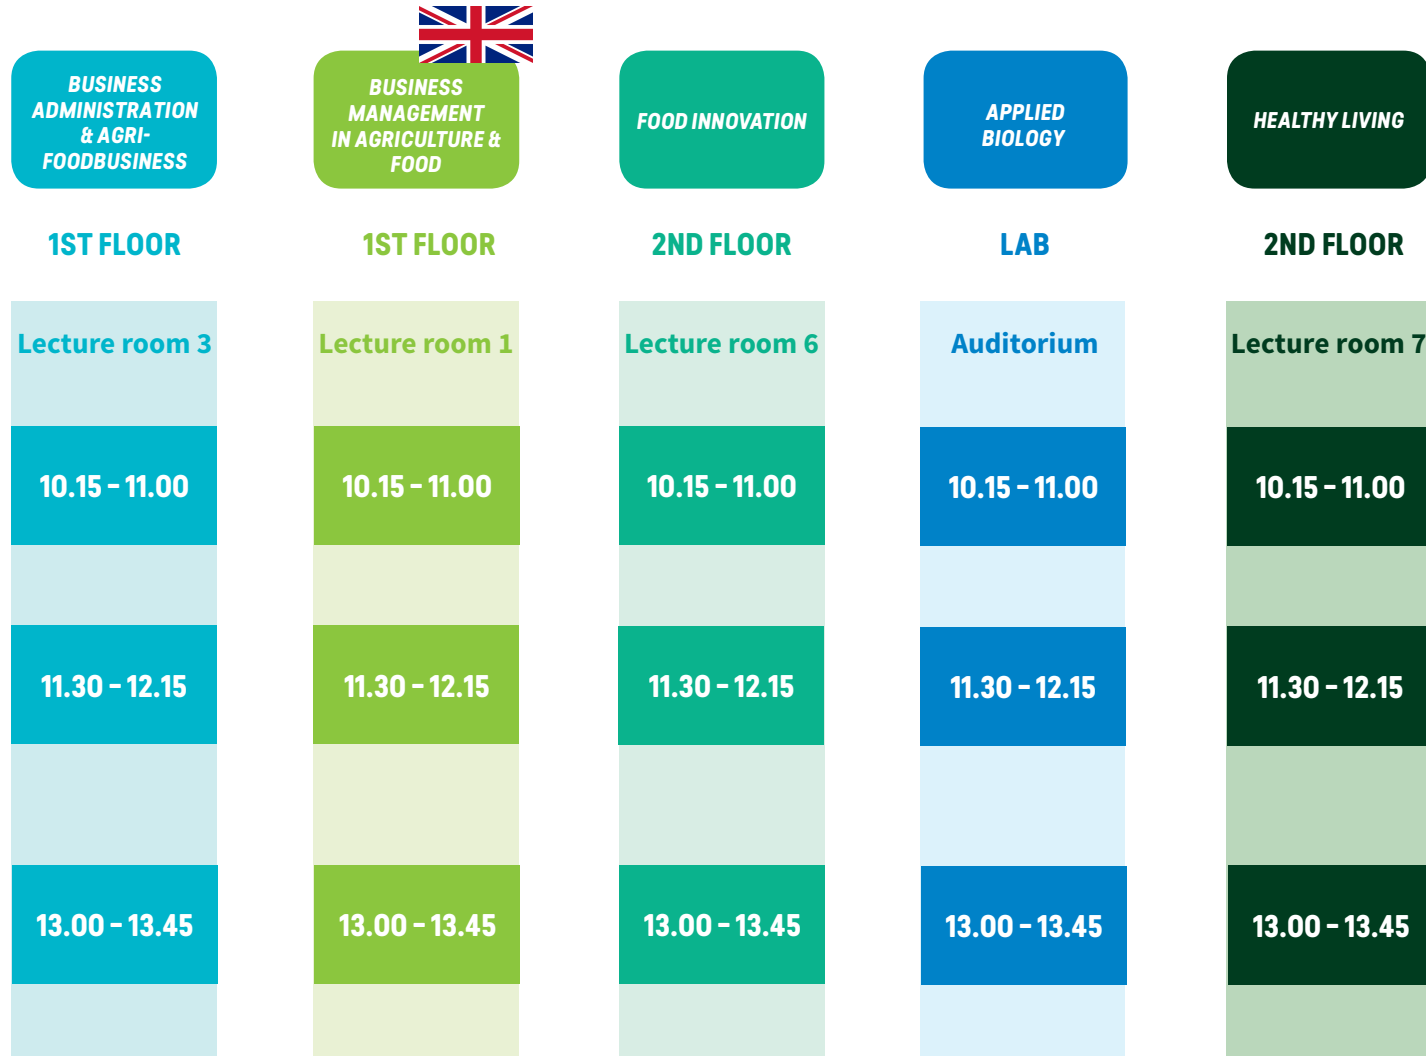 BUSINESS
ADMINISTRATION
& AGRI-
FOODBUSINESS
BUSINESS
MANAGEMENT
IN AGRICULTURE &
FOOD
FOOD INNOVATION
APPLIED
BIOLOGY
HEALTHY LIVING
1ST FLOOR
1ST FLOOR
2ND FLOOR
LAB
2ND FLOOR
Lecture room 3
Lecture room 1
Lecture room 6
Auditorium
Lecture room 7
10.15 – 11.00
10.15 – 11.00
10.15 – 11.00
10.15 – 11.00
10.15 – 11.00
11.30 – 12.15
11.30 – 12.15
11.30 – 12.15
11.30 – 12.15
11.30 – 12.15
13.00 – 13.45
13.00 – 13.45
13.00 – 13.45
13.00 – 13.45
13.00 – 13.45